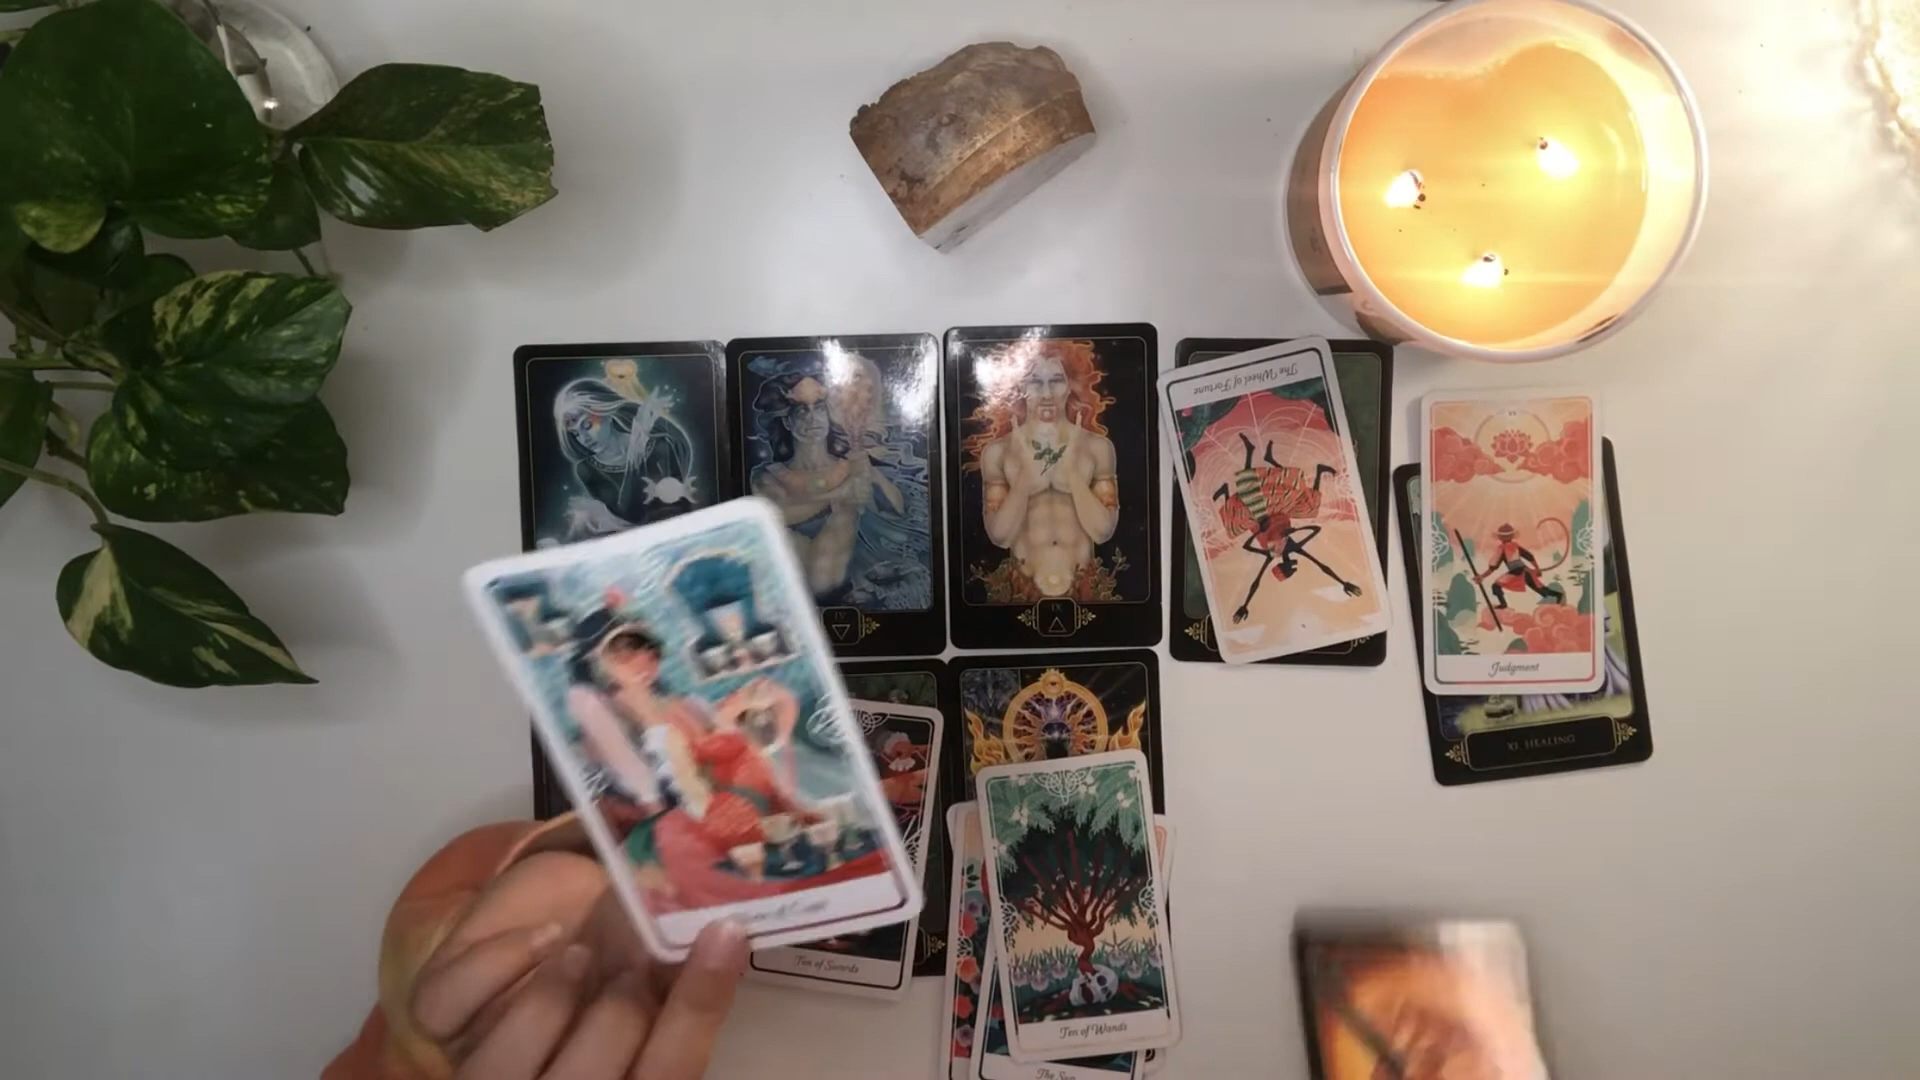 The Wheel of Fortune
IV
IX
Judgment
XI HEALING
Ten of Swords
Ten of Wands
The Sun